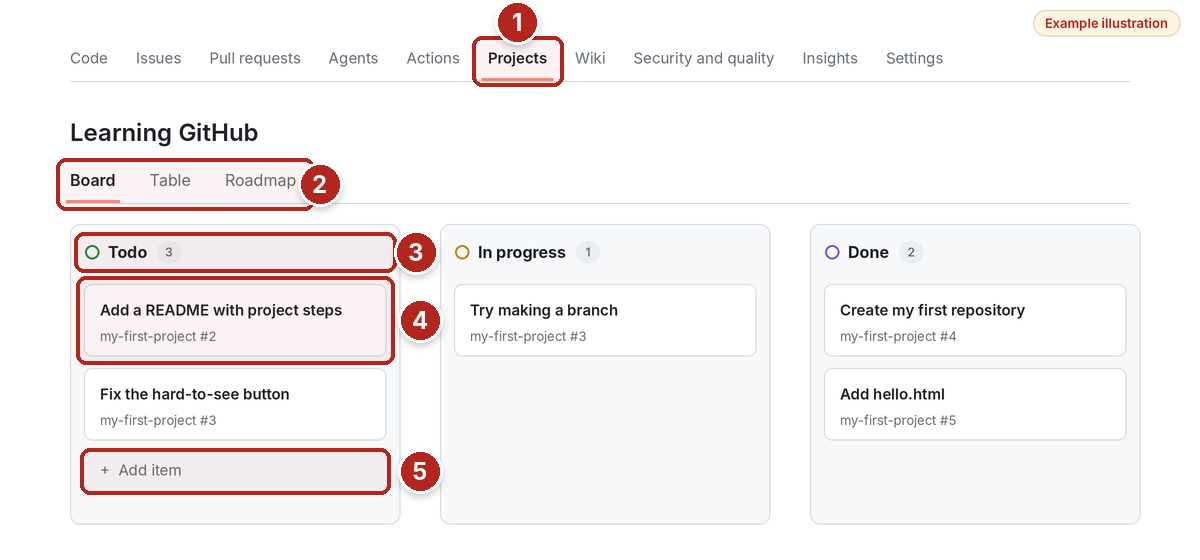 1
Example illustration
Code Issues Pull requests Agents Actions Projects Wiki Security and quality Insights Settings
Learning GitHub
Board Table Roadmap 2
Todo 3 3
Add a README with project steps
my-first-project #2
4
Fix the hard-to-see button
my-first-project #3
+ Add item 5
In progress 1
Try making a branch
my-first-project #3
Done 2
Create my first repository
my-first-project #4
Add hello.html
my-first-project #5